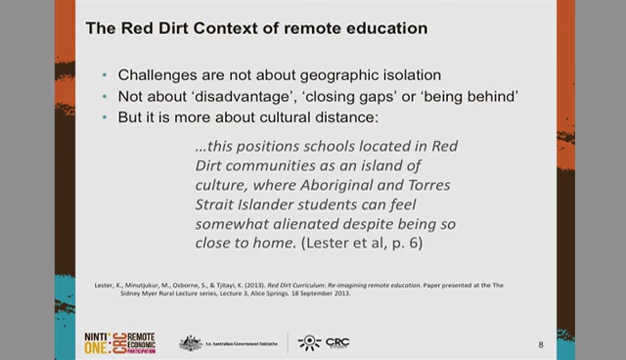 The Red Dirt Context of remote education
• Challenges are not about geographic isolation
• Not about ‘disadvantage’, ‘closing gaps’ or ‘being behind’
• But it is more about cultural distance:
…this positions schools located in Red
Dirt communities as an island of
culture, where Aboriginal and Torres
Strait Islander students can feel
somewhat alienated despite being so
close to home. (Lester et al, p. 6)
Lester, K., Minutjukur, M., Osborne, S., & Tjitayi, K. (2013). Red Dirt Curriculum: Re-imagining remote education. Paper presented at the The
Sidney Myer Rural Lecture series, Lecture 3, Alice Springs. 18 September 2013.
NINTI
ONE:
CRC
REMOTE
ECONOMIC
PARTICIPATION
An Australian Government Initiative
CRC
8